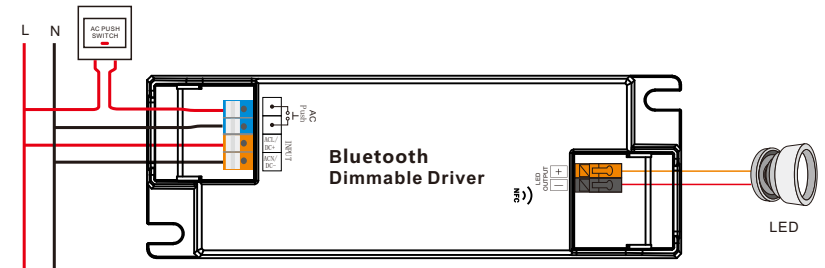 L
N
AC PUSH
SWITCH
AC
Push
ACL/
DC+
ACN/
DC-
INPUT
Bluetooth
Dimmable Driver
NFC
LED
OUTPUT
+
-
LED